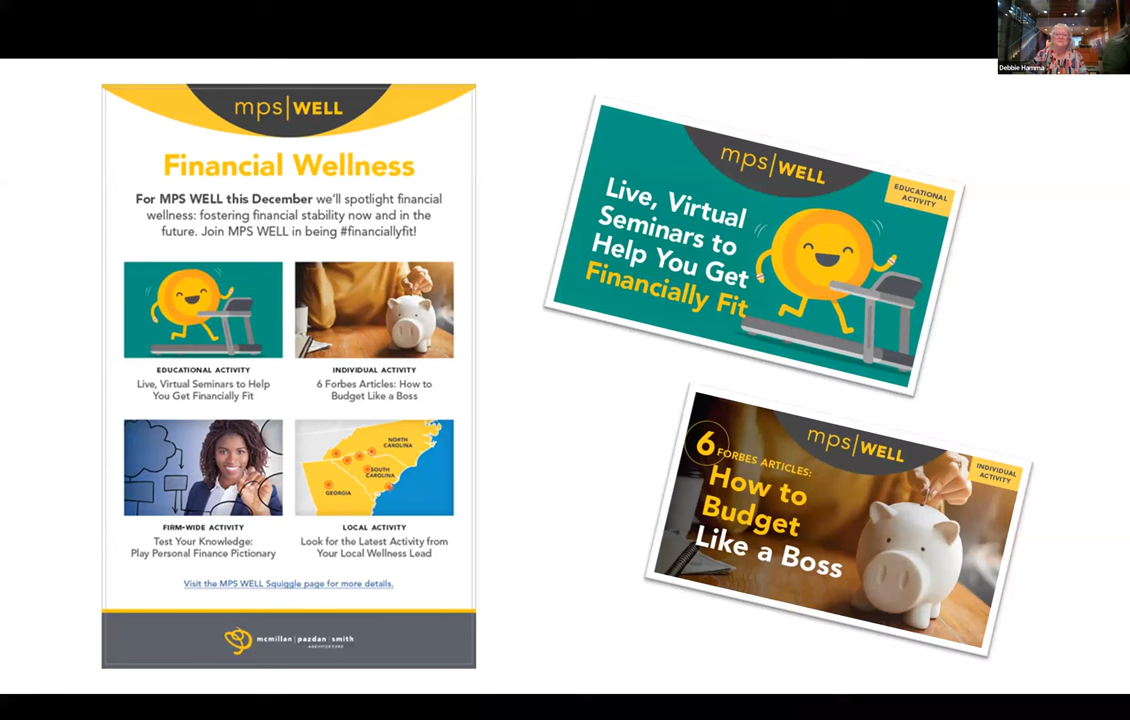 Debbie Hamma
mps|WELL
Financial Wellness
For MPS WELL this December we'll spotlight financial
wellness: fostering financial stability now and in the
future. Join MPS WELL in being #financiallyfit!
EDUCATIONAL ACTIVITY
Live, Virtual Seminars to Help
You Get Financially Fit
INDIVIDUAL ACTIVITY
6 Forbes Articles: How to
Budget Like a Boss
NORTH
CAROLINA
SOUTH
CAROLINA
GEORGIA
FIRM-WIDE ACTIVITY
Test Your Knowledge:
Play Personal Finance Pictionary
LOCAL ACTIVITY
Look for the Latest Activity from
Your Local Wellness Lead
Visit the MPS WELL Squiggle page for more details.
mcmillan|pazdan|smith
ARCHITECTURE
mps|WELL
EDUCATIONAL
ACTIVITY
Live, Virtual
Seminars to
Help You Get
Financially Fit
mps|WELL
INDIVIDUAL
ACTIVITY
6 FORBES ARTICLES:
How to
Budget
Like a Boss